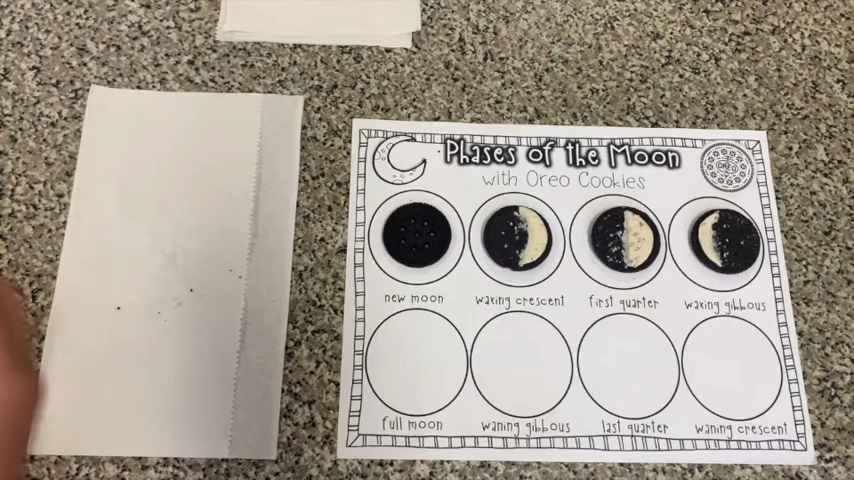 Phases of the Moon
with Oreo Cookies
OREO
new moon
waxing crescent
first quarter
waxing gibbous
full moon
waning gibbous
last quarter
waning crescent